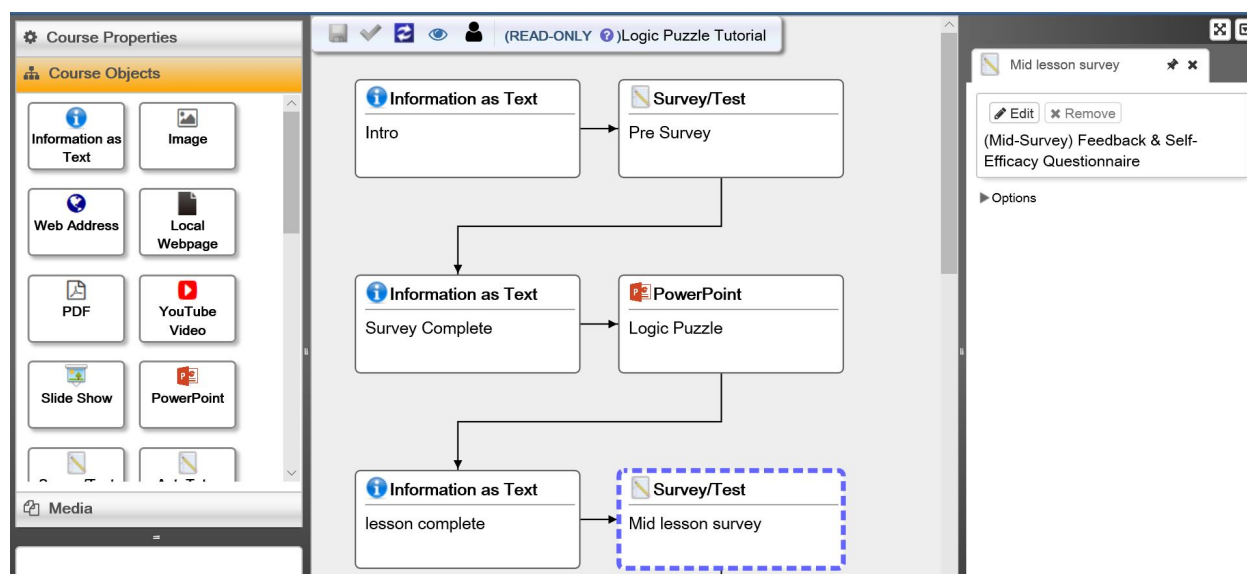 Course Properties
Course Objects
Information as
Text
Image
Web Address
Local
Webpage
PDF
YouTube
Video
Slide Show
PowerPoint
Media
(READ-ONLY ?)Logic Puzzle Tutorial
Information as Text
Intro
Survey/Test
Pre Survey
Information as Text
Survey Complete
PowerPoint
Logic Puzzle
Information as Text
lesson complete
Survey/Test
Mid lesson survey
Mid lesson survey
Edit
Remove
(Mid-Survey) Feedback & Self-
Efficacy Questionnaire
Options